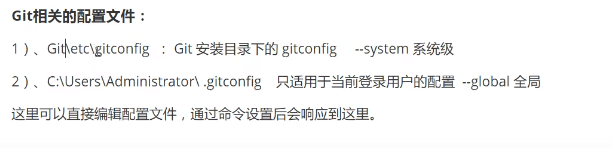 Git相关的配置文件：
1）、Git\etc\gitconfig ：Git 安装目录下的 gitconfig --system 系统级
2）、C:\Users\Administrator\ .gitconfig 只适用于当前登录用户的配置 --global 全局
这里可以直接编辑配置文件，通过命令设置后会响应到这里。